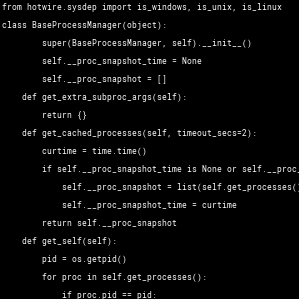 from hotwire.sysdep import is_windows, is_unix, is_linux
class BaseProcessManager(object):
super(BaseProcessManager, self).__init__()
self.__proc_snapshot_time = None
self.__proc_snapshot = []
def get_extra_subproc_args(self):
return {}
def get_cached_processes(self, timeout_secs=2):
curtime = time.time()
if self.__proc_snapshot_time is None or self.__proc_
self.__proc_snapshot = list(self.get_processes()
self.__proc_snapshot_time = curtime
return self.__proc_snapshot
def get_self(self):
pid = os.getpid()
for proc in self.get_processes():
if proc.pid == pid: